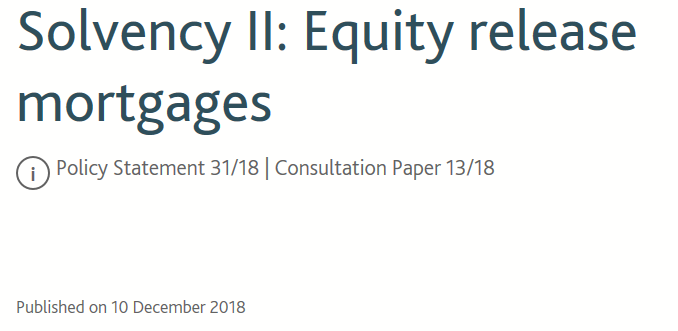 Solvency II: Equity release
mortgages
i Policy Statement 31/18 | Consultation Paper 13/18
Published on 10 December 2018